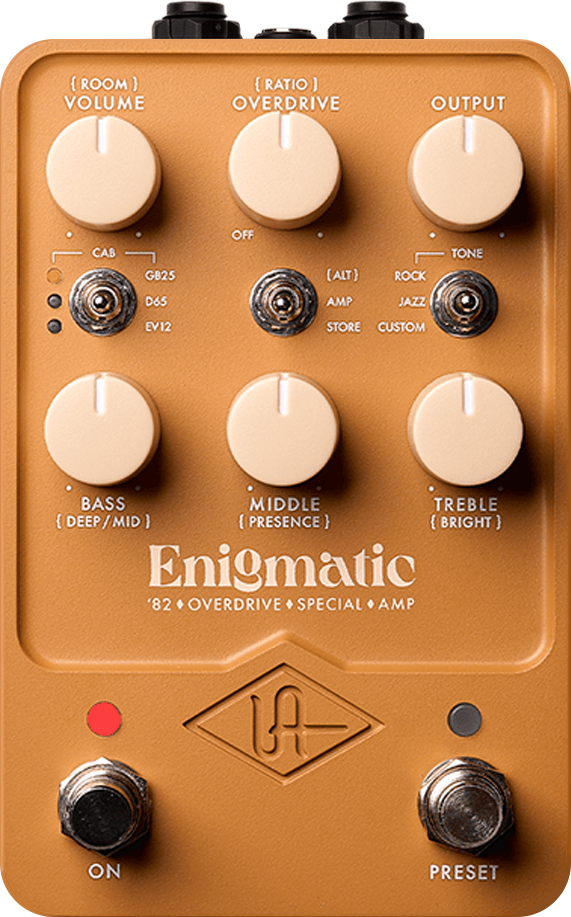 { ROOM } { RATIO }
VOLUME OVERDRIVE OUTPUT
OFF
CAB TONE
GB25 {ALT} ROCK
D65 AMP JAZZ
EV12 STORE CUSTOM
BASS MIDDLE TREBLE
{ DEEP/MID } { PRESENCE } { BRIGHT }
Enigmatic
'82♦OVERDRIVE♦SPECIAL♦AMP
UA
ON PRESET